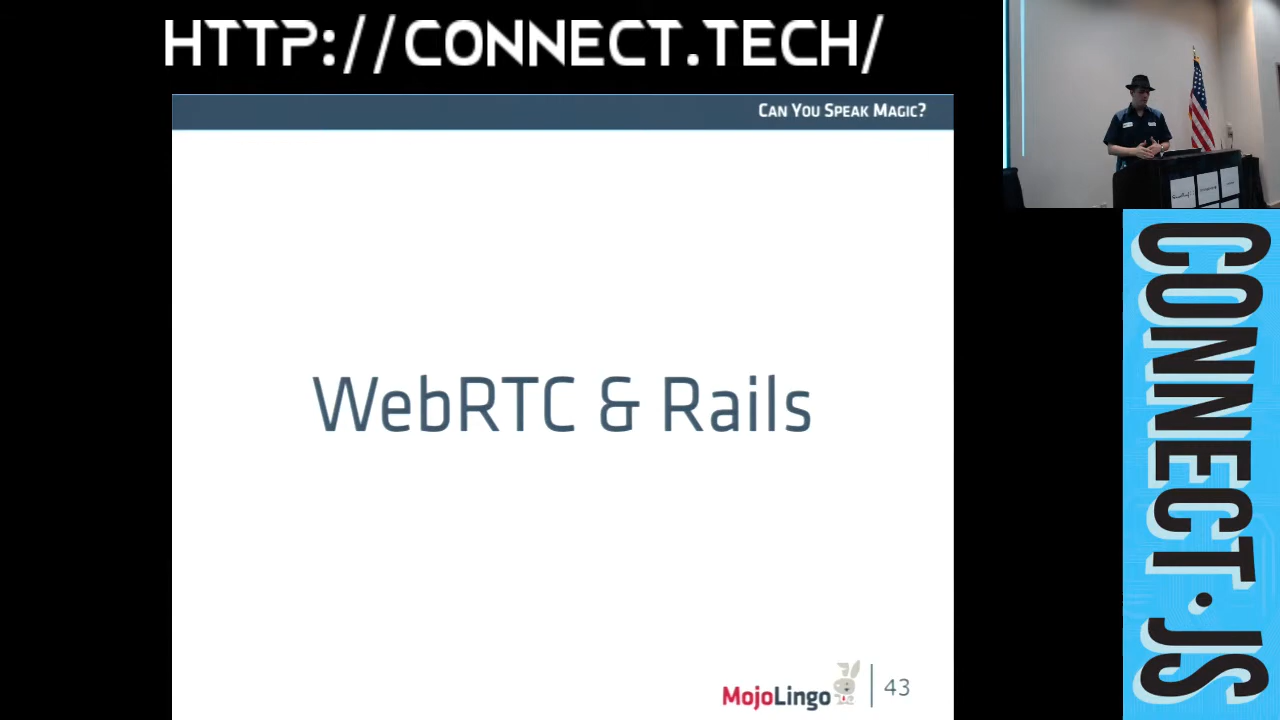 HTTP://CONNECT.TECH/
CAN YOU SPEAK MAGIC?
WebRTC & Rails
MojoLingo
43
CONNECT.JS